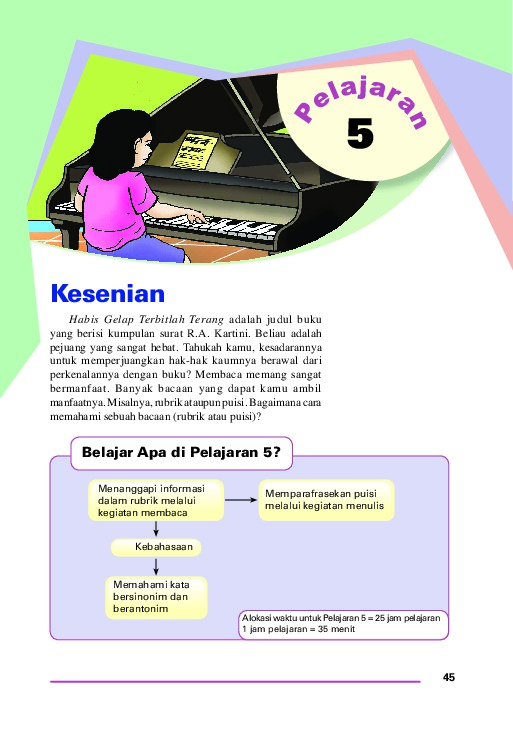 Pelajaran
5
Kesenian
Habis Gelap Terbitlah Terang adalah judul buku
yang berisi kumpulan surat R.A. Kartini. Beliau adalah
pejuang yang sangat hebat. Tahukah kamu, kesadarannya
untuk memperjuangkan hak-hak kaumnya berawal dari
perkenalannya dengan buku? Membaca memang sangat
bermanfaat. Banyak bacaan yang dapat kamu ambil
manfaatnya. Misalnya, rubrik ataupun puisi. Bagaimana cara
memahami sebuah bacaan (rubrik atau puisi)?
Belajar Apa di Pelajaran 5?
Menanggapi informasi
dalam rubrik melalui
kegiatan membaca
Memparafrasekan puisi
melalui kegiatan menulis
Kebahasaan
Memahami kata
bersinonim dan
berantonim
Alokasi waktu untuk Pelajaran 5 = 25 jam pelajaran
1 jam pelajaran = 35 menit
45